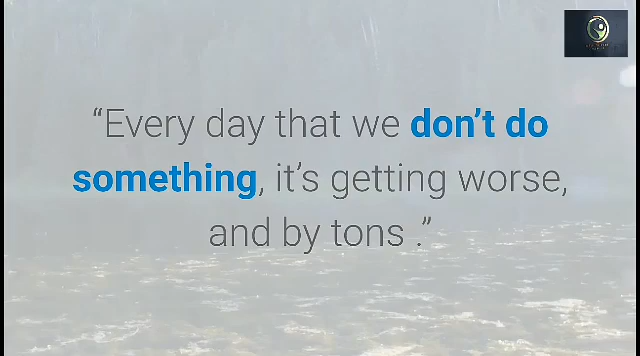 “Every day that we don’t do
something, it’s getting worse,
and by tons .”